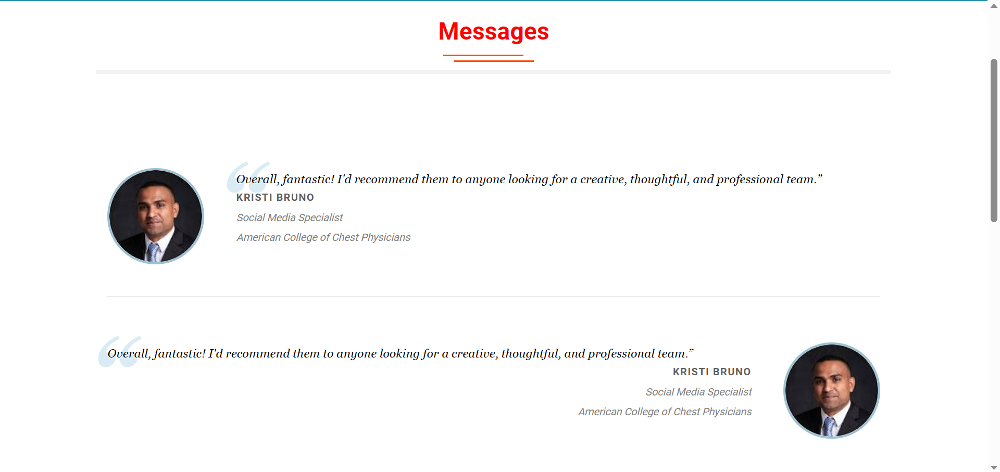 Messages
“
Overall, fantastic! I'd recommend them to anyone looking for a creative, thoughtful, and professional team.”
KRISTI BRUNO
Social Media Specialist
American College of Chest Physicians
“
Overall, fantastic! I'd recommend them to anyone looking for a creative, thoughtful, and professional team.”
KRISTI BRUNO
Social Media Specialist
American College of Chest Physicians